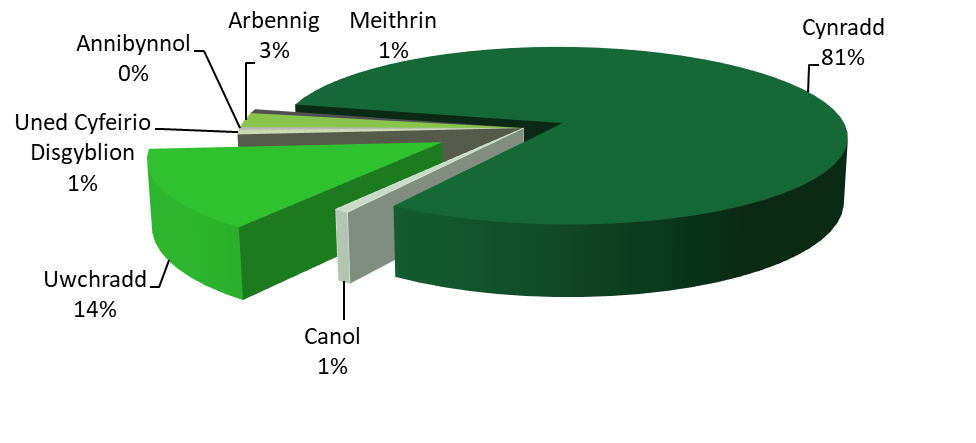 Arbennig
3%
Meithrin
1%
Cynradd
81%
Annibynnol
0%
Uned Cyfeirio
Disgyblion
1%
Uwchradd
14%
Canol
1%